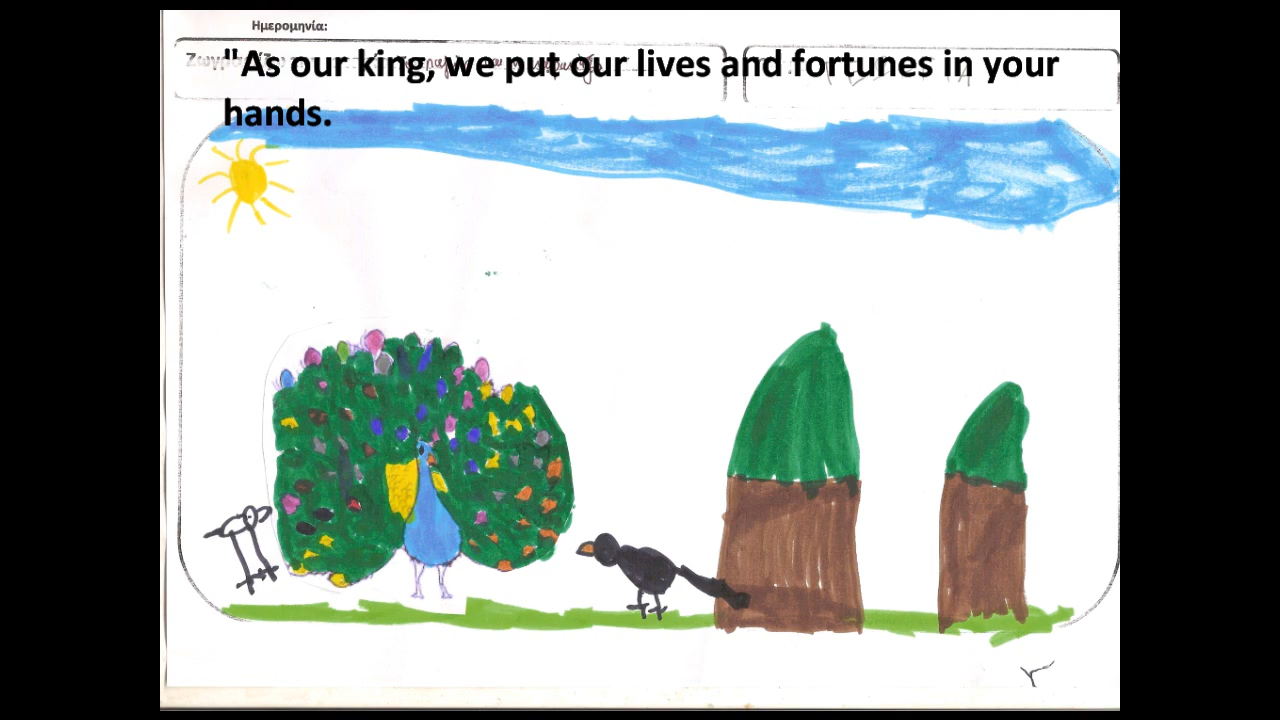 Ημερομηνία:
"As our king, we put our lives and fortunes in your
hands.